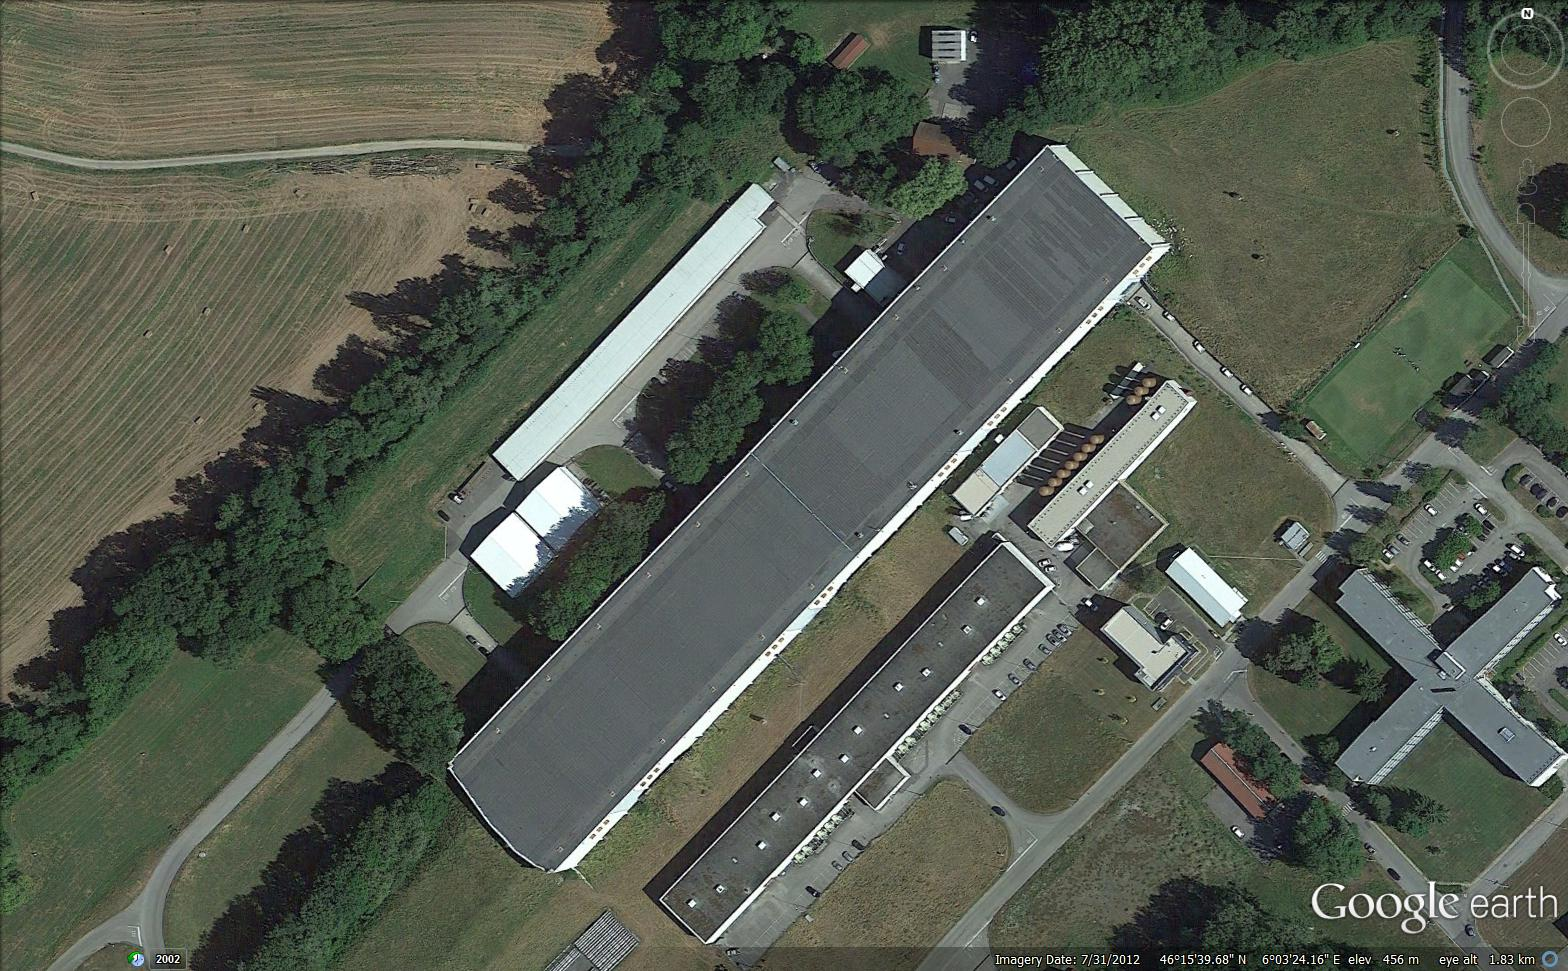 N
Google earth
2002
Imagery Date: 7/31/2012 46°15'39.68" N 6°03'24.16" E elev 456 m eye alt 1.83 km